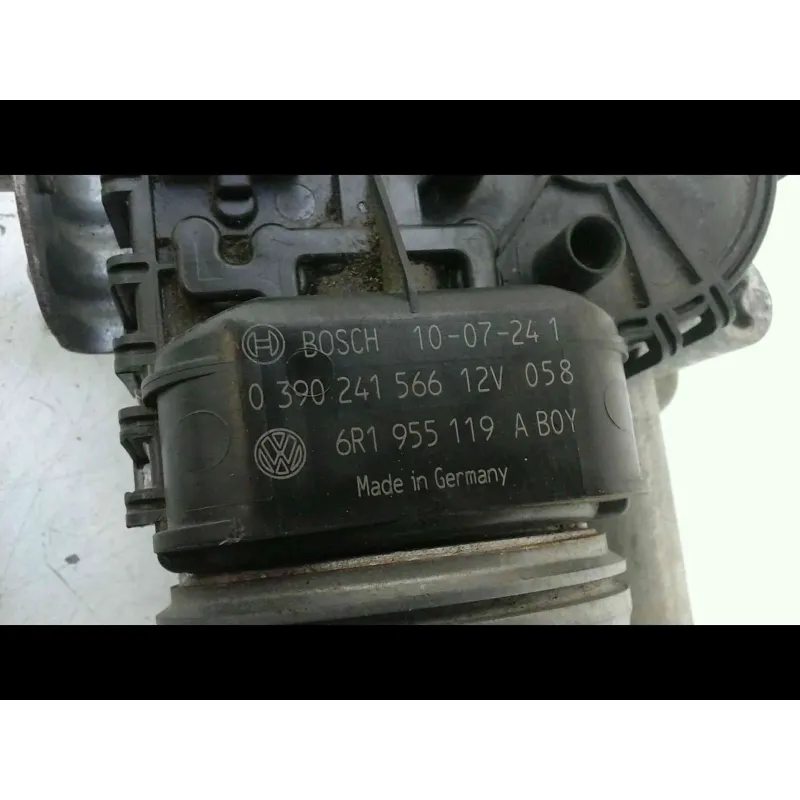 BOSCH 10-07-24 1
0 390 241 566 12V 058
6R1 955 119 A BOY
Made in Germany